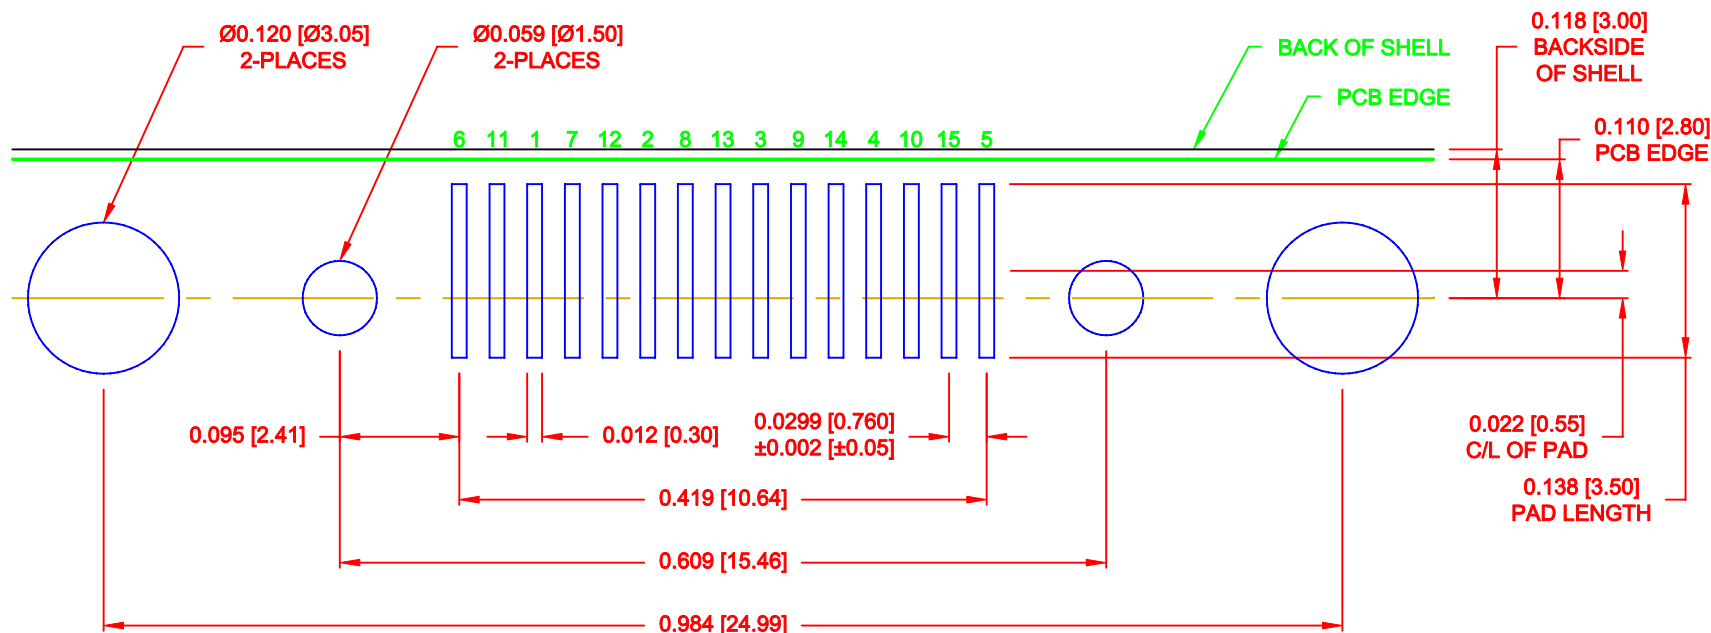 Ø0.120 [Ø3.05]
2-PLACES
Ø0.059 [Ø1.50]
2-PLACES
BACK OF SHELL
PCB EDGE
0.118 [3.00]
BACKSIDE
OF SHELL
0.110 [2.80]
PCB EDGE
6 11 1 7 12 2 8 13 3 9 14 4 10 15 5
0.095 [2.41]
0.012 [0.30]
0.0299 [0.760]
±0.002 [±0.05]
0.022 [0.55]
C/L OF PAD
0.419 [10.64]
0.138 [3.50]
PAD LENGTH
0.609 [15.46]
0.984 [24.99]